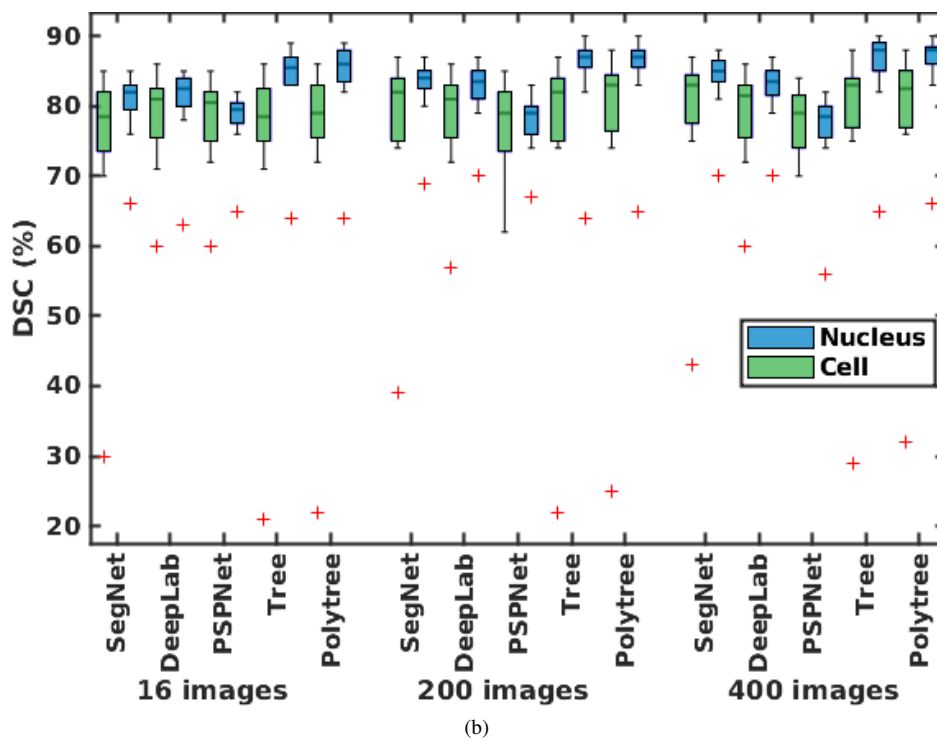 90
80
70
60
50
40
30
20
DSC (%)
Nucleus
Cell
SegNet
DeepLab
PSPNet
Tree
Polytree
SegNet
DeepLab
PSPNet
Tree
Polytree
SegNet
DeepLab
PSPNet
Tree
Polytree
16 images
200 images
400 images
(b)